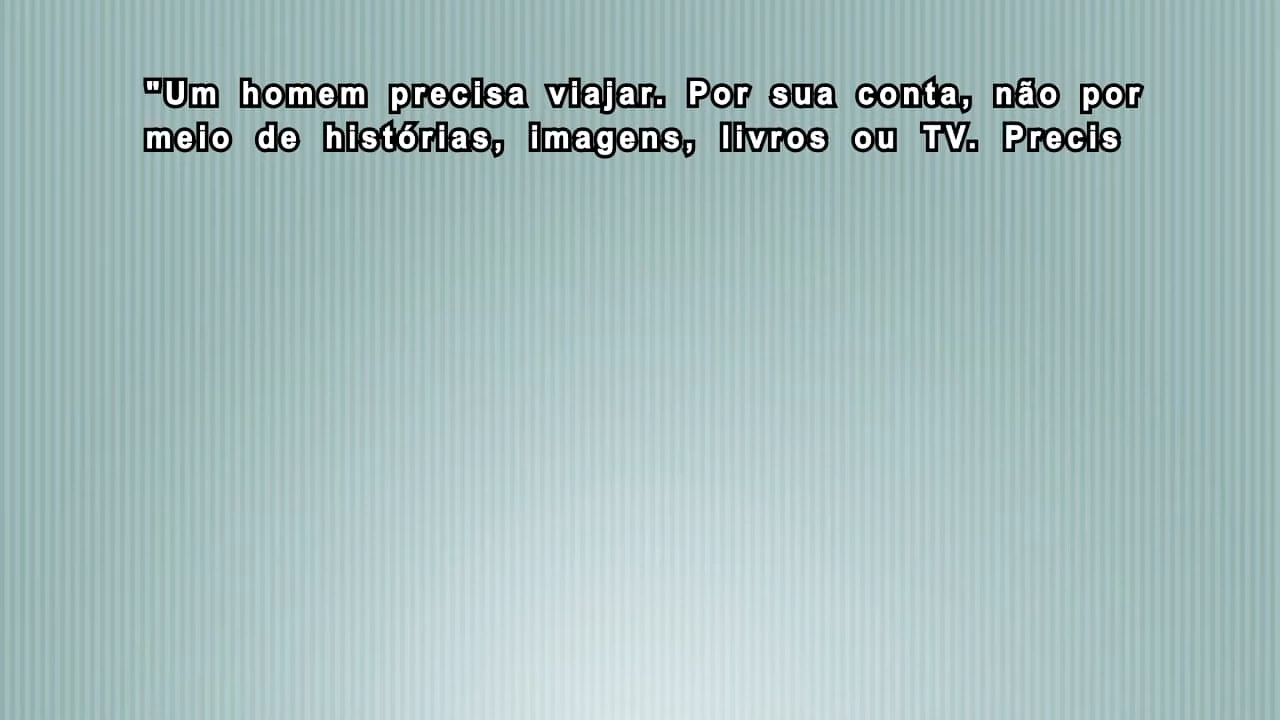 "Um homem precisa viajar. Por sua conta, não por
meio de histórias, imagens, livros ou TV. Precis